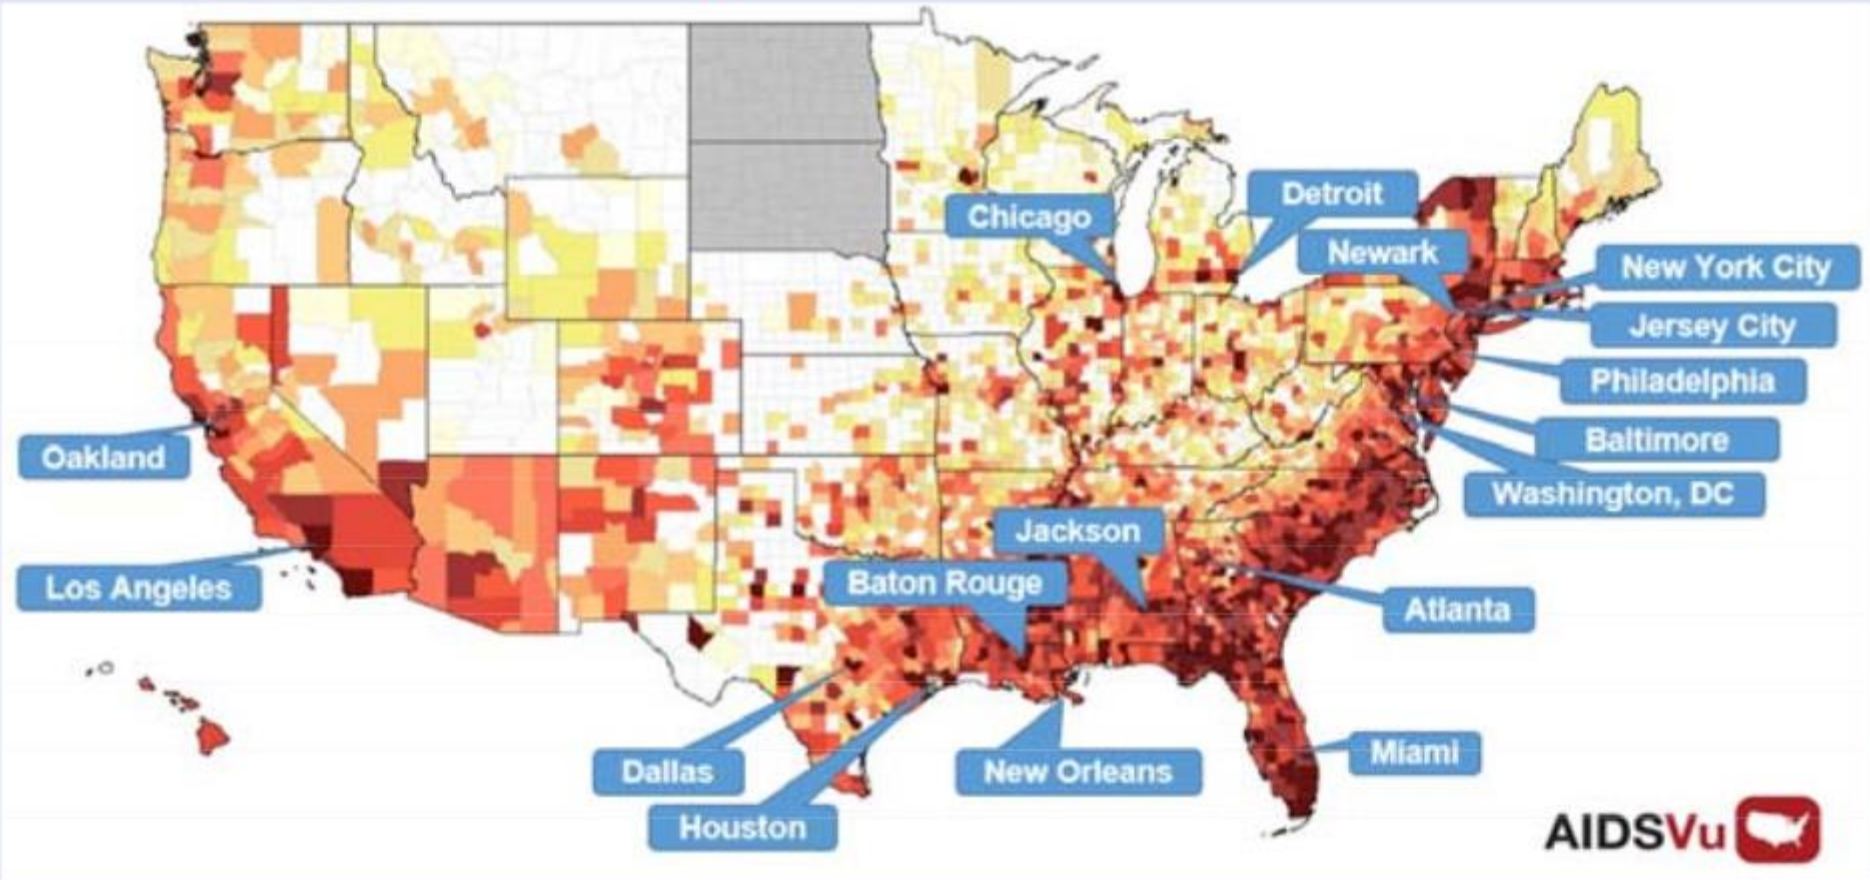 Detroit
Chicago
Newark
New York City
Jersey City
Philadelphia
Baltimore
Oakland
Washington, DC
Jackson
Baton Rouge
Los Angeles
Atlanta
Miami
Dallas
New Orleans
Houston
AIDSVu